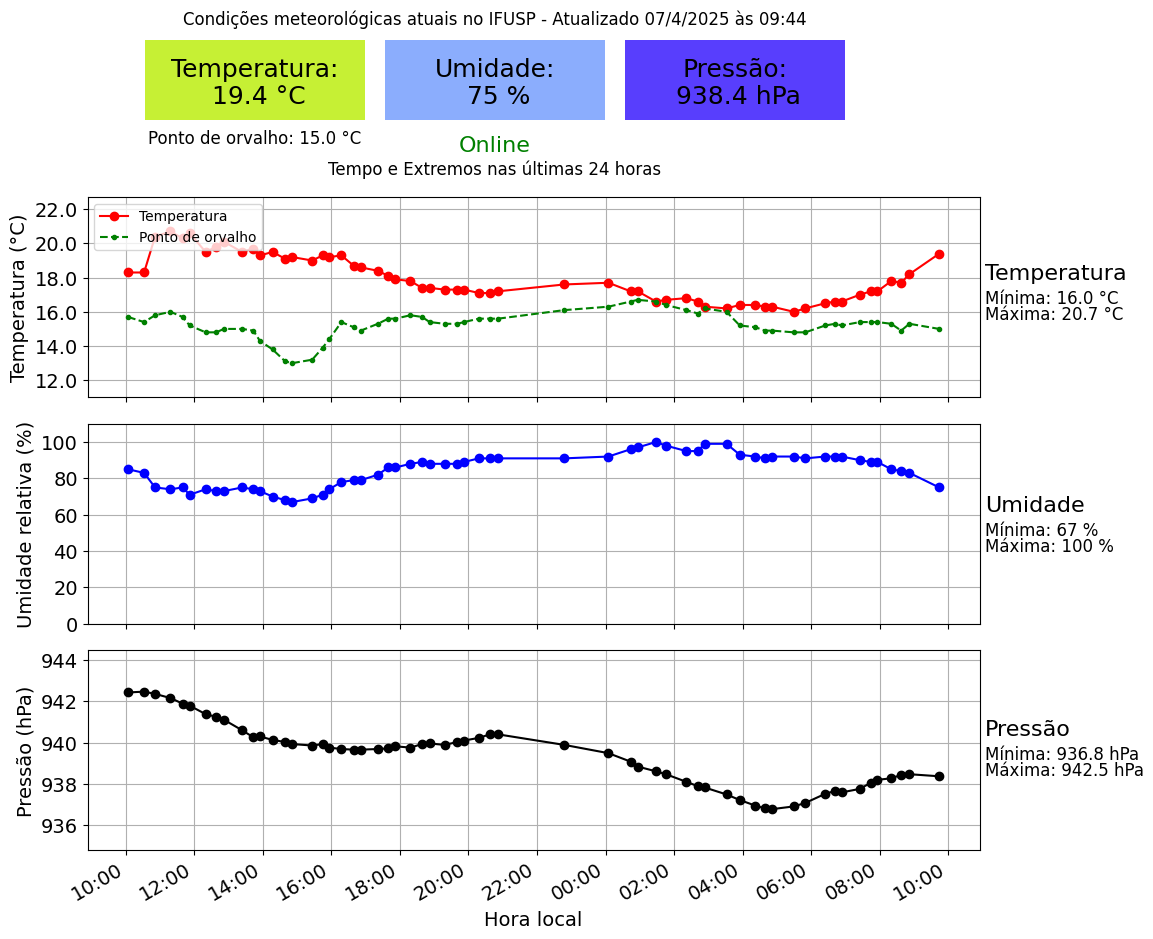 Condições meteorológicas atuais no IFUSP - Atualizado 07/4/2025 às 09:44
Temperatura:
19.4 °C
Umidade:
75 %
Pressão:
938.4 hPa
Ponto de orvalho: 15.0 °C
Online
Tempo e Extremos nas últimas 24 horas
Temperatura (°C)
22.0
20.0
18.0
16.0
14.0
12.0
Temperatura
Ponto de orvalho
Temperatura
Mínima: 16.0 °C
Máxima: 20.7 °C
Umidade relativa (%)
100
80
60
40
20
0
Umidade
Mínima: 67 %
Máxima: 100 %
Pressão (hPa)
944
942
940
938
936
Pressão
Mínima: 936.8 hPa
Máxima: 942.5 hPa
10:00 12:00 14:00 16:00 18:00 20:00 22:00 00:00 02:00 04:00 06:00 08:00 10:00
Hora local